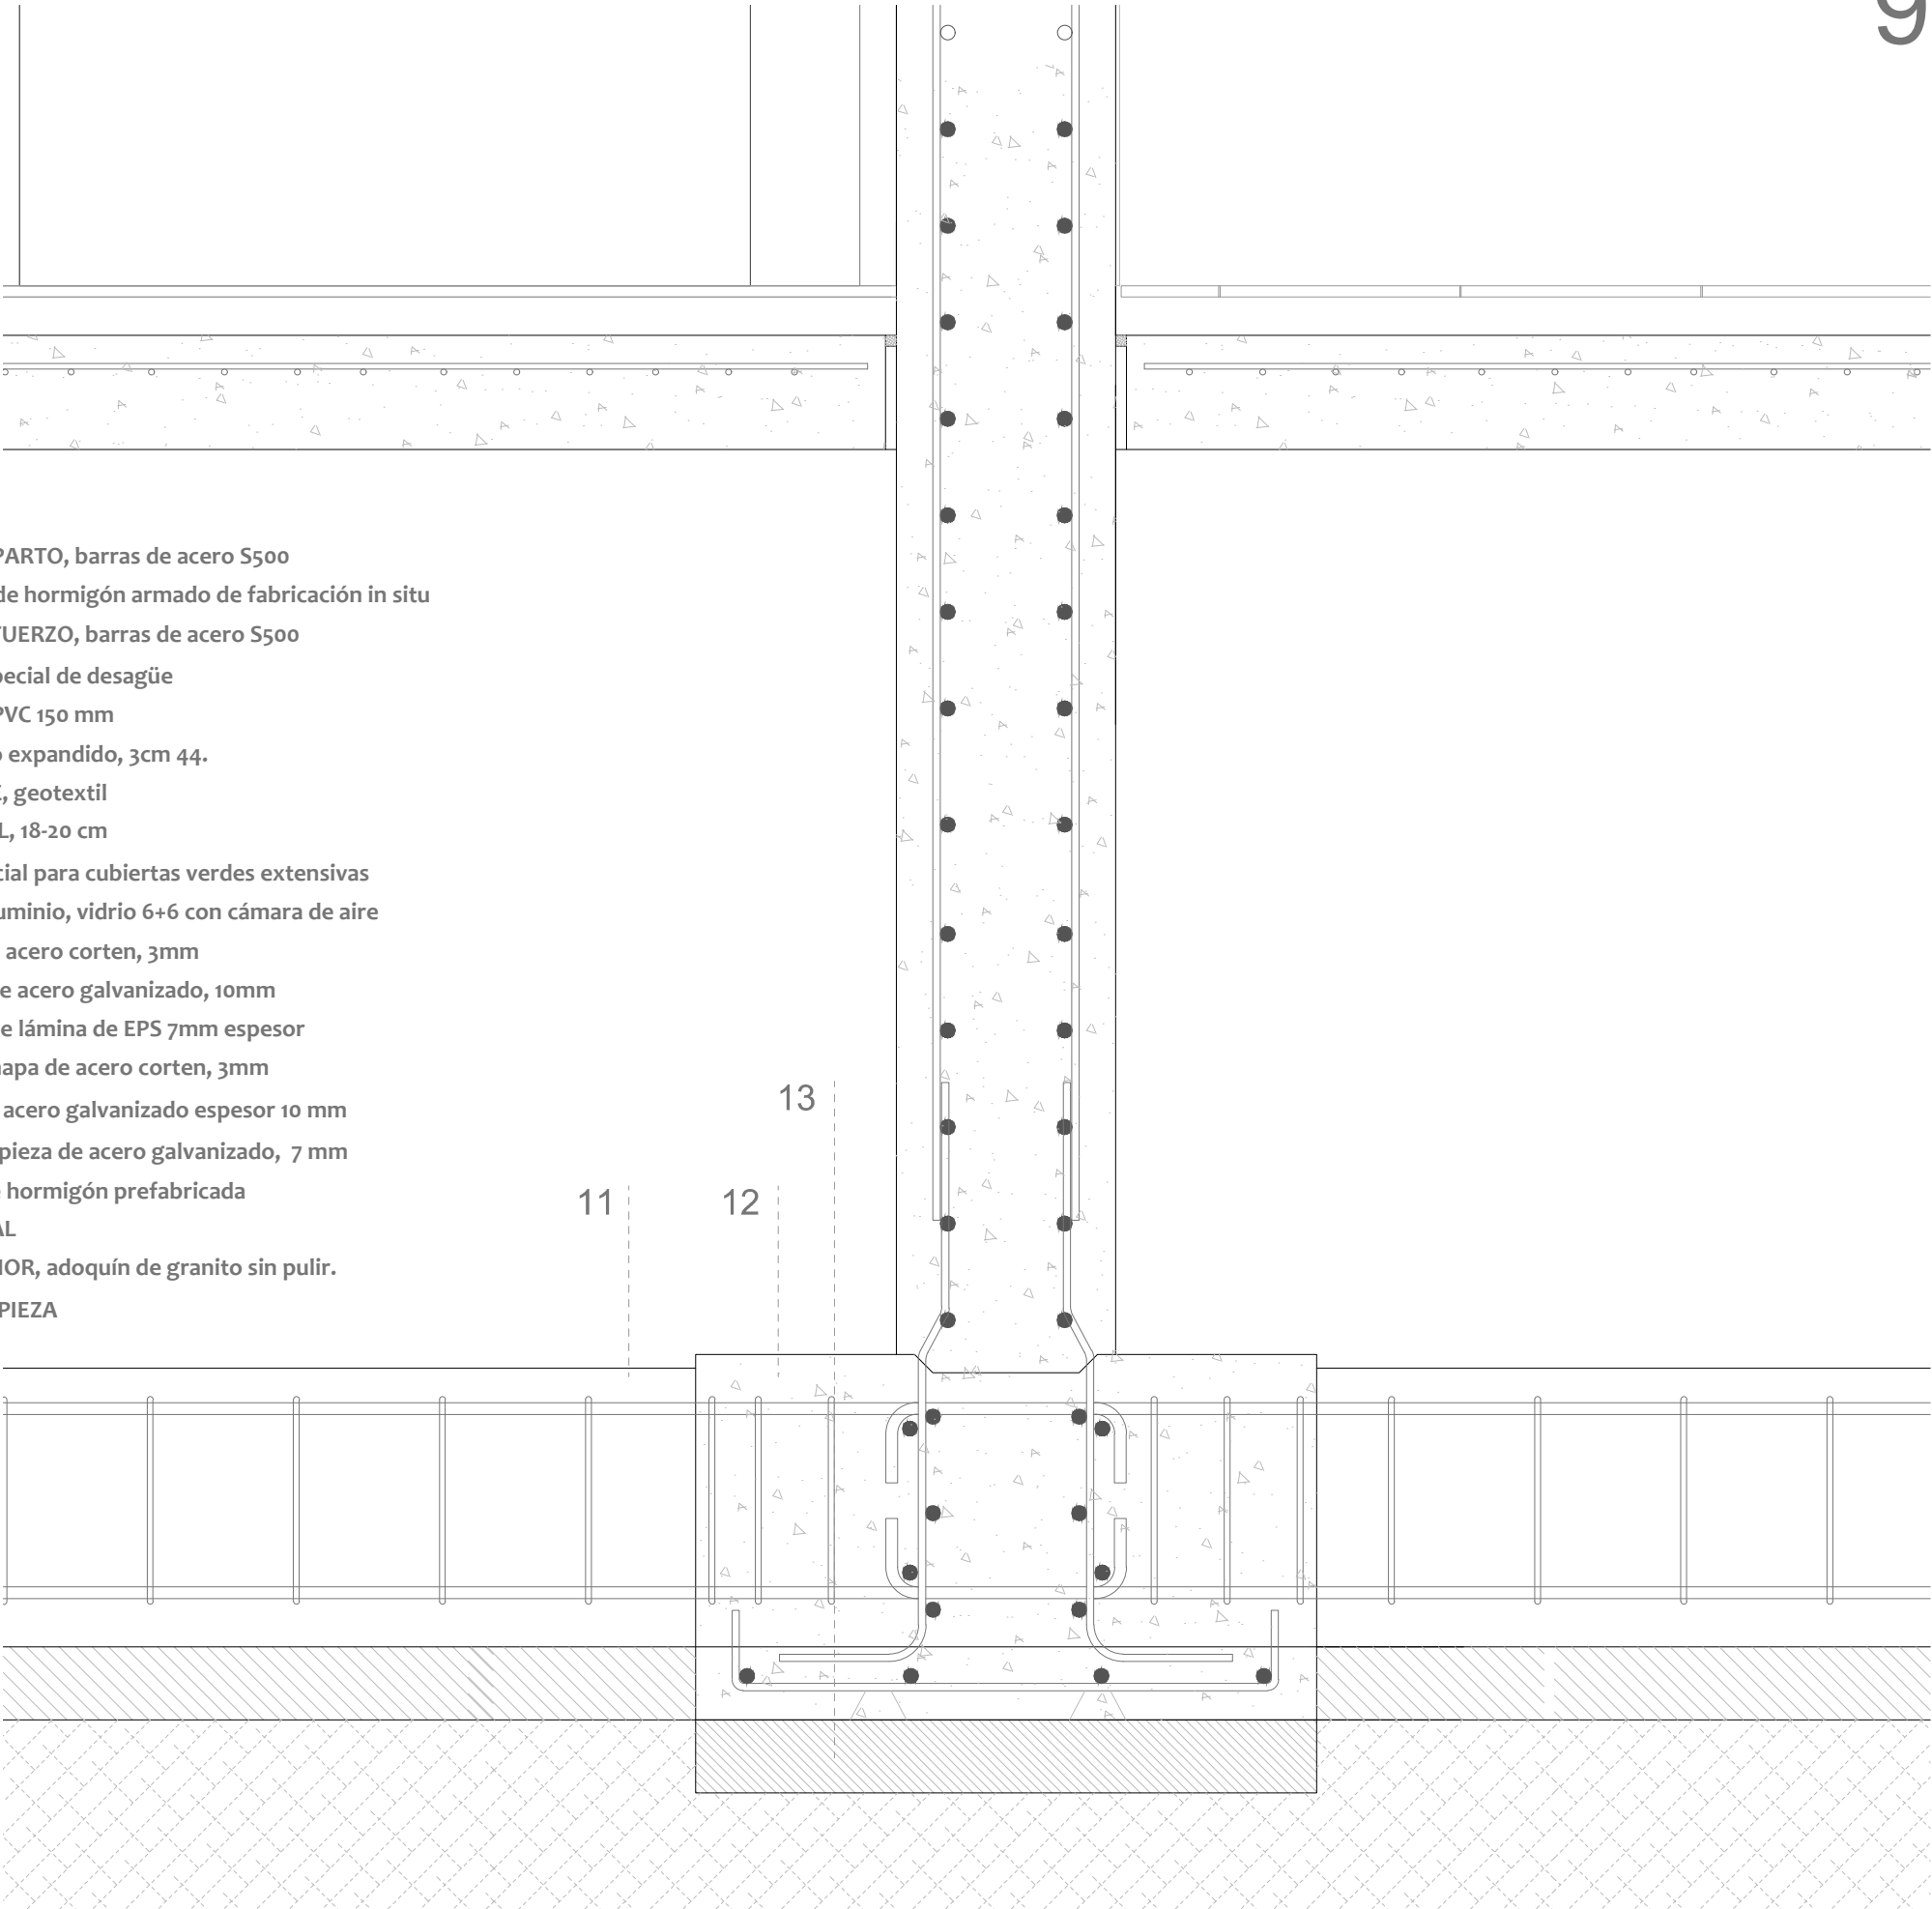 9
PARTO, barras de acero S500
de hormigón armado de fabricación in situ
FUERZO, barras de acero S500
pecial de desagüe
PVC 150 mm
o expandido, 3cm 44.
, geotextil
L, 18-20 cm
cial para cubiertas verdes extensivas
uminio, vidrio 6+6 con cámara de aire
acero corten, 3mm
e acero galvanizado, 10mm
e lámina de EPS 7mm espesor
hapa de acero corten, 3mm
acero galvanizado espesor 10 mm
pieza de acero galvanizado, 7 mm
hormigón prefabricada
AL
IOR, adoquín de granito sin pulir.
PIEZA
13
11
12